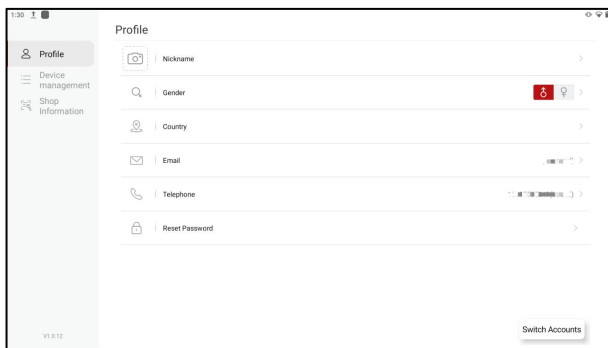 1:30
Profile
Profile
Device
management
Shop
Information
Nickname
Gender
Country
Email
Telephone
Reset Password
Switch Accounts
V1.0.12